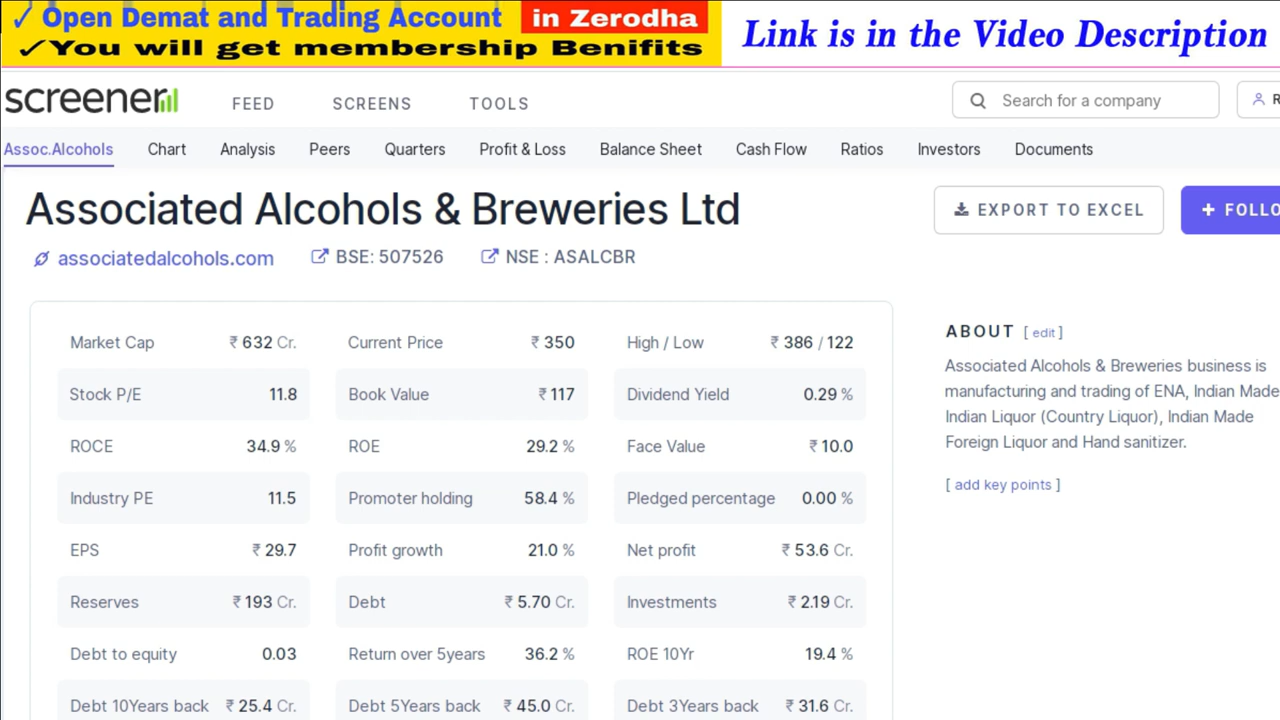 ✓ Open Demat and Trading Account in Zerodha
✓You will get membership Benifits
Link is in the Video Description
screener
FEED SCREENS TOOLS
Search for a company
R
Assoc.Alcohols Chart Analysis Peers Quarters Profit & Loss Balance Sheet Cash Flow Ratios Investors Documents
Associated Alcohols & Breweries Ltd
EXPORT TO EXCEL
+ FOLLO
associatedalcohols.com BSE: 507526 NSE : ASALCBR
Market Cap ₹ 632 Cr. Current Price ₹ 350 High / Low ₹ 386 / 122
Stock P/E 11.8 Book Value ₹ 117 Dividend Yield 0.29 %
ROCE 34.9 % ROE 29.2 % Face Value ₹ 10.0
Industry PE 11.5 Promoter holding 58.4 % Pledged percentage 0.00 %
EPS ₹ 29.7 Profit growth 21.0 % Net profit ₹ 53.6 Cr.
Reserves ₹ 193 Cr. Debt ₹ 5.70 Cr. Investments ₹ 2.19 Cr.
Debt to equity 0.03 Return over 5years 36.2 % ROE 10Yr 19.4 %
Debt 10Years back ₹ 25.4 Cr. Debt 5Years back ₹ 45.0 Cr. Debt 3Years back ₹ 31.6 Cr.
ABOUT [ edit ]
Associated Alcohols & Breweries business is
manufacturing and trading of ENA, Indian Made
Indian Liquor (Country Liquor), Indian Made
Foreign Liquor and Hand sanitizer.
[ add key points ]